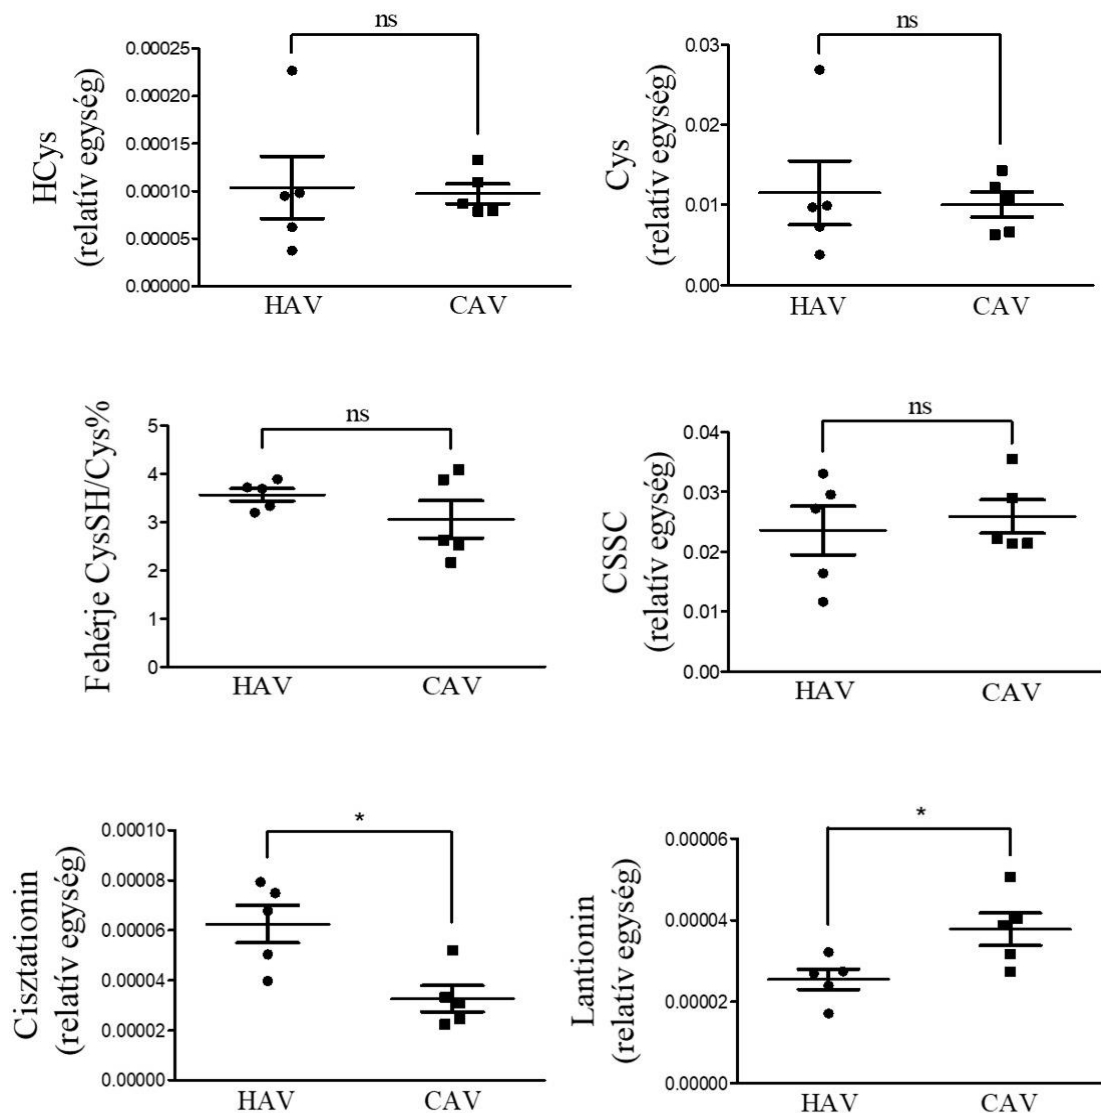 HCys
(relatív egység)
ns
0.00025
0.00020
0.00015
0.00010
0.00005
0.00000
HAV
CAV
Cys
(relatív egység)
ns
0.03
0.02
0.01
0.00
HAV
CAV
Fehérje CysSH/Cys%
ns
5
4
3
2
1
0
HAV
CAV
CSSC
(relatív egység)
ns
0.04
0.03
0.02
0.01
0.00
HAV
CAV
Cisztationin
(relatív egység)
*
0.00010
0.00008
0.00006
0.00004
0.00002
0.00000
HAV
CAV
Lantionin
(relatív egység)
*
0.00006
0.00004
0.00002
0.00000
HAV
CAV